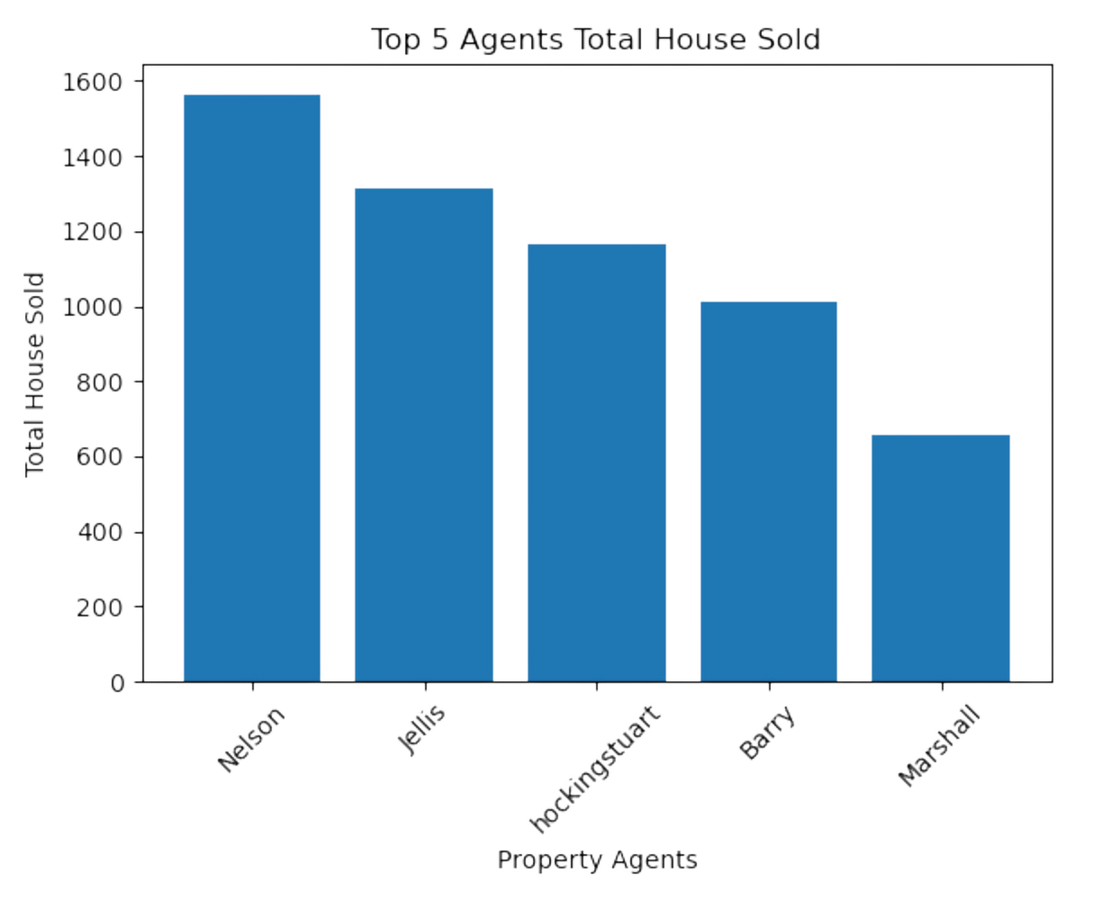 Top 5 Agents Total House Sold
Total House Sold
1600
1400
1200
1000
800
600
400
200
0
Nelson
Jellis
hockingstuart
Barry
Marshall
Property Agents